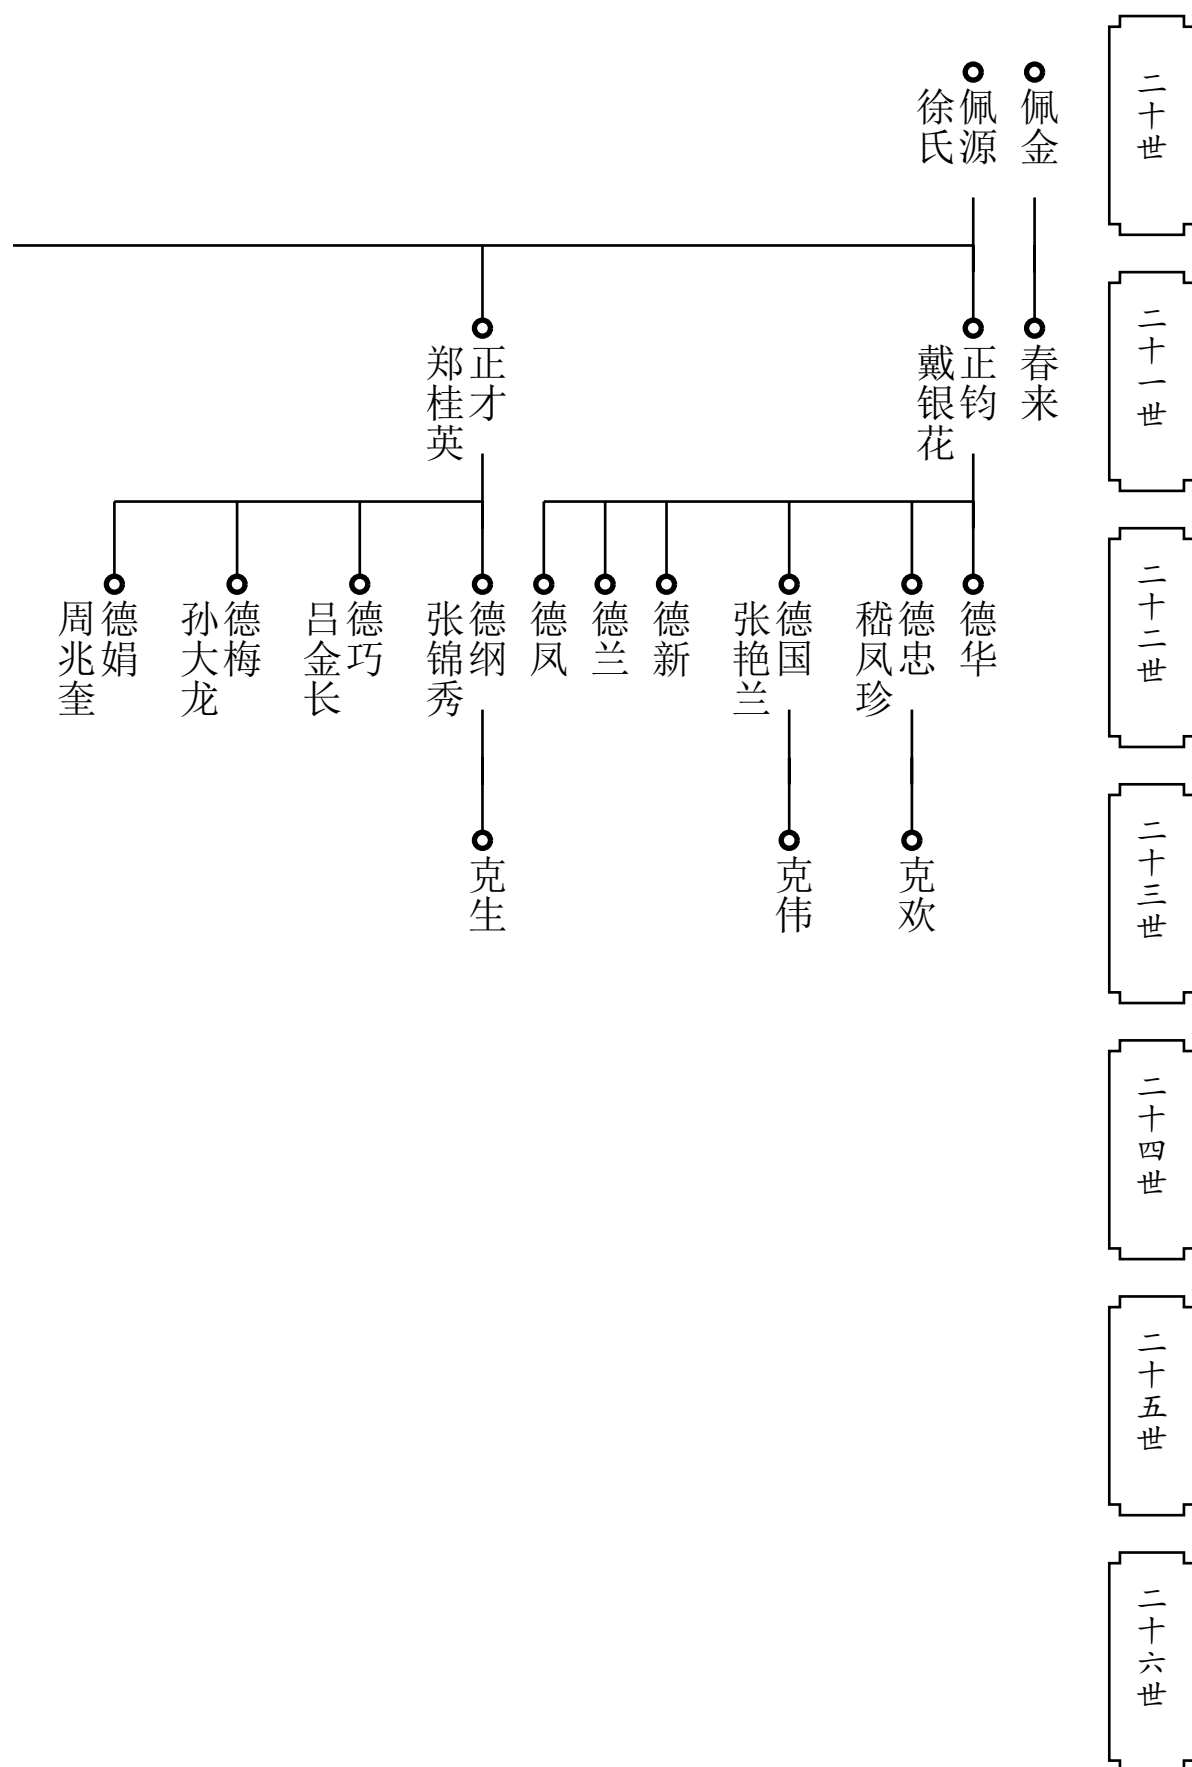 二十世
佩金
佩源
徐氏
二十一世
春来
正钧
戴银花
正才
郑桂英
二十二世
德华
德忠
嵇凤珍
德国
张艳兰
德新
德兰
德凤
德纲
张锦秀
德巧
吕金长
德梅
孙大龙
德娟
周兆奎
二十三世
克欢
克伟
克生
二十四世
二十五世
二十六世